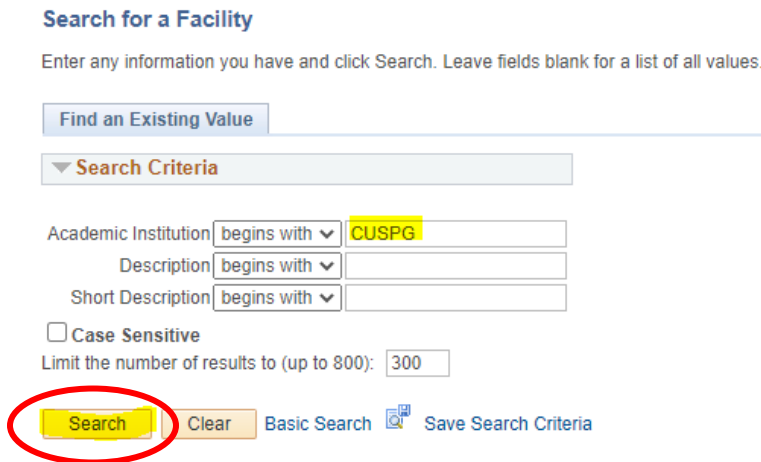 Search for a Facility
Enter any information you have and click Search. Leave fields blank for a list of all values.
Find an Existing Value
Search Criteria
Academic Institution begins with CUSPG
Description begins with
Short Description begins with
Case Sensitive
Limit the number of results to (up to 800): 300
Search Clear Basic Search Save Search Criteria